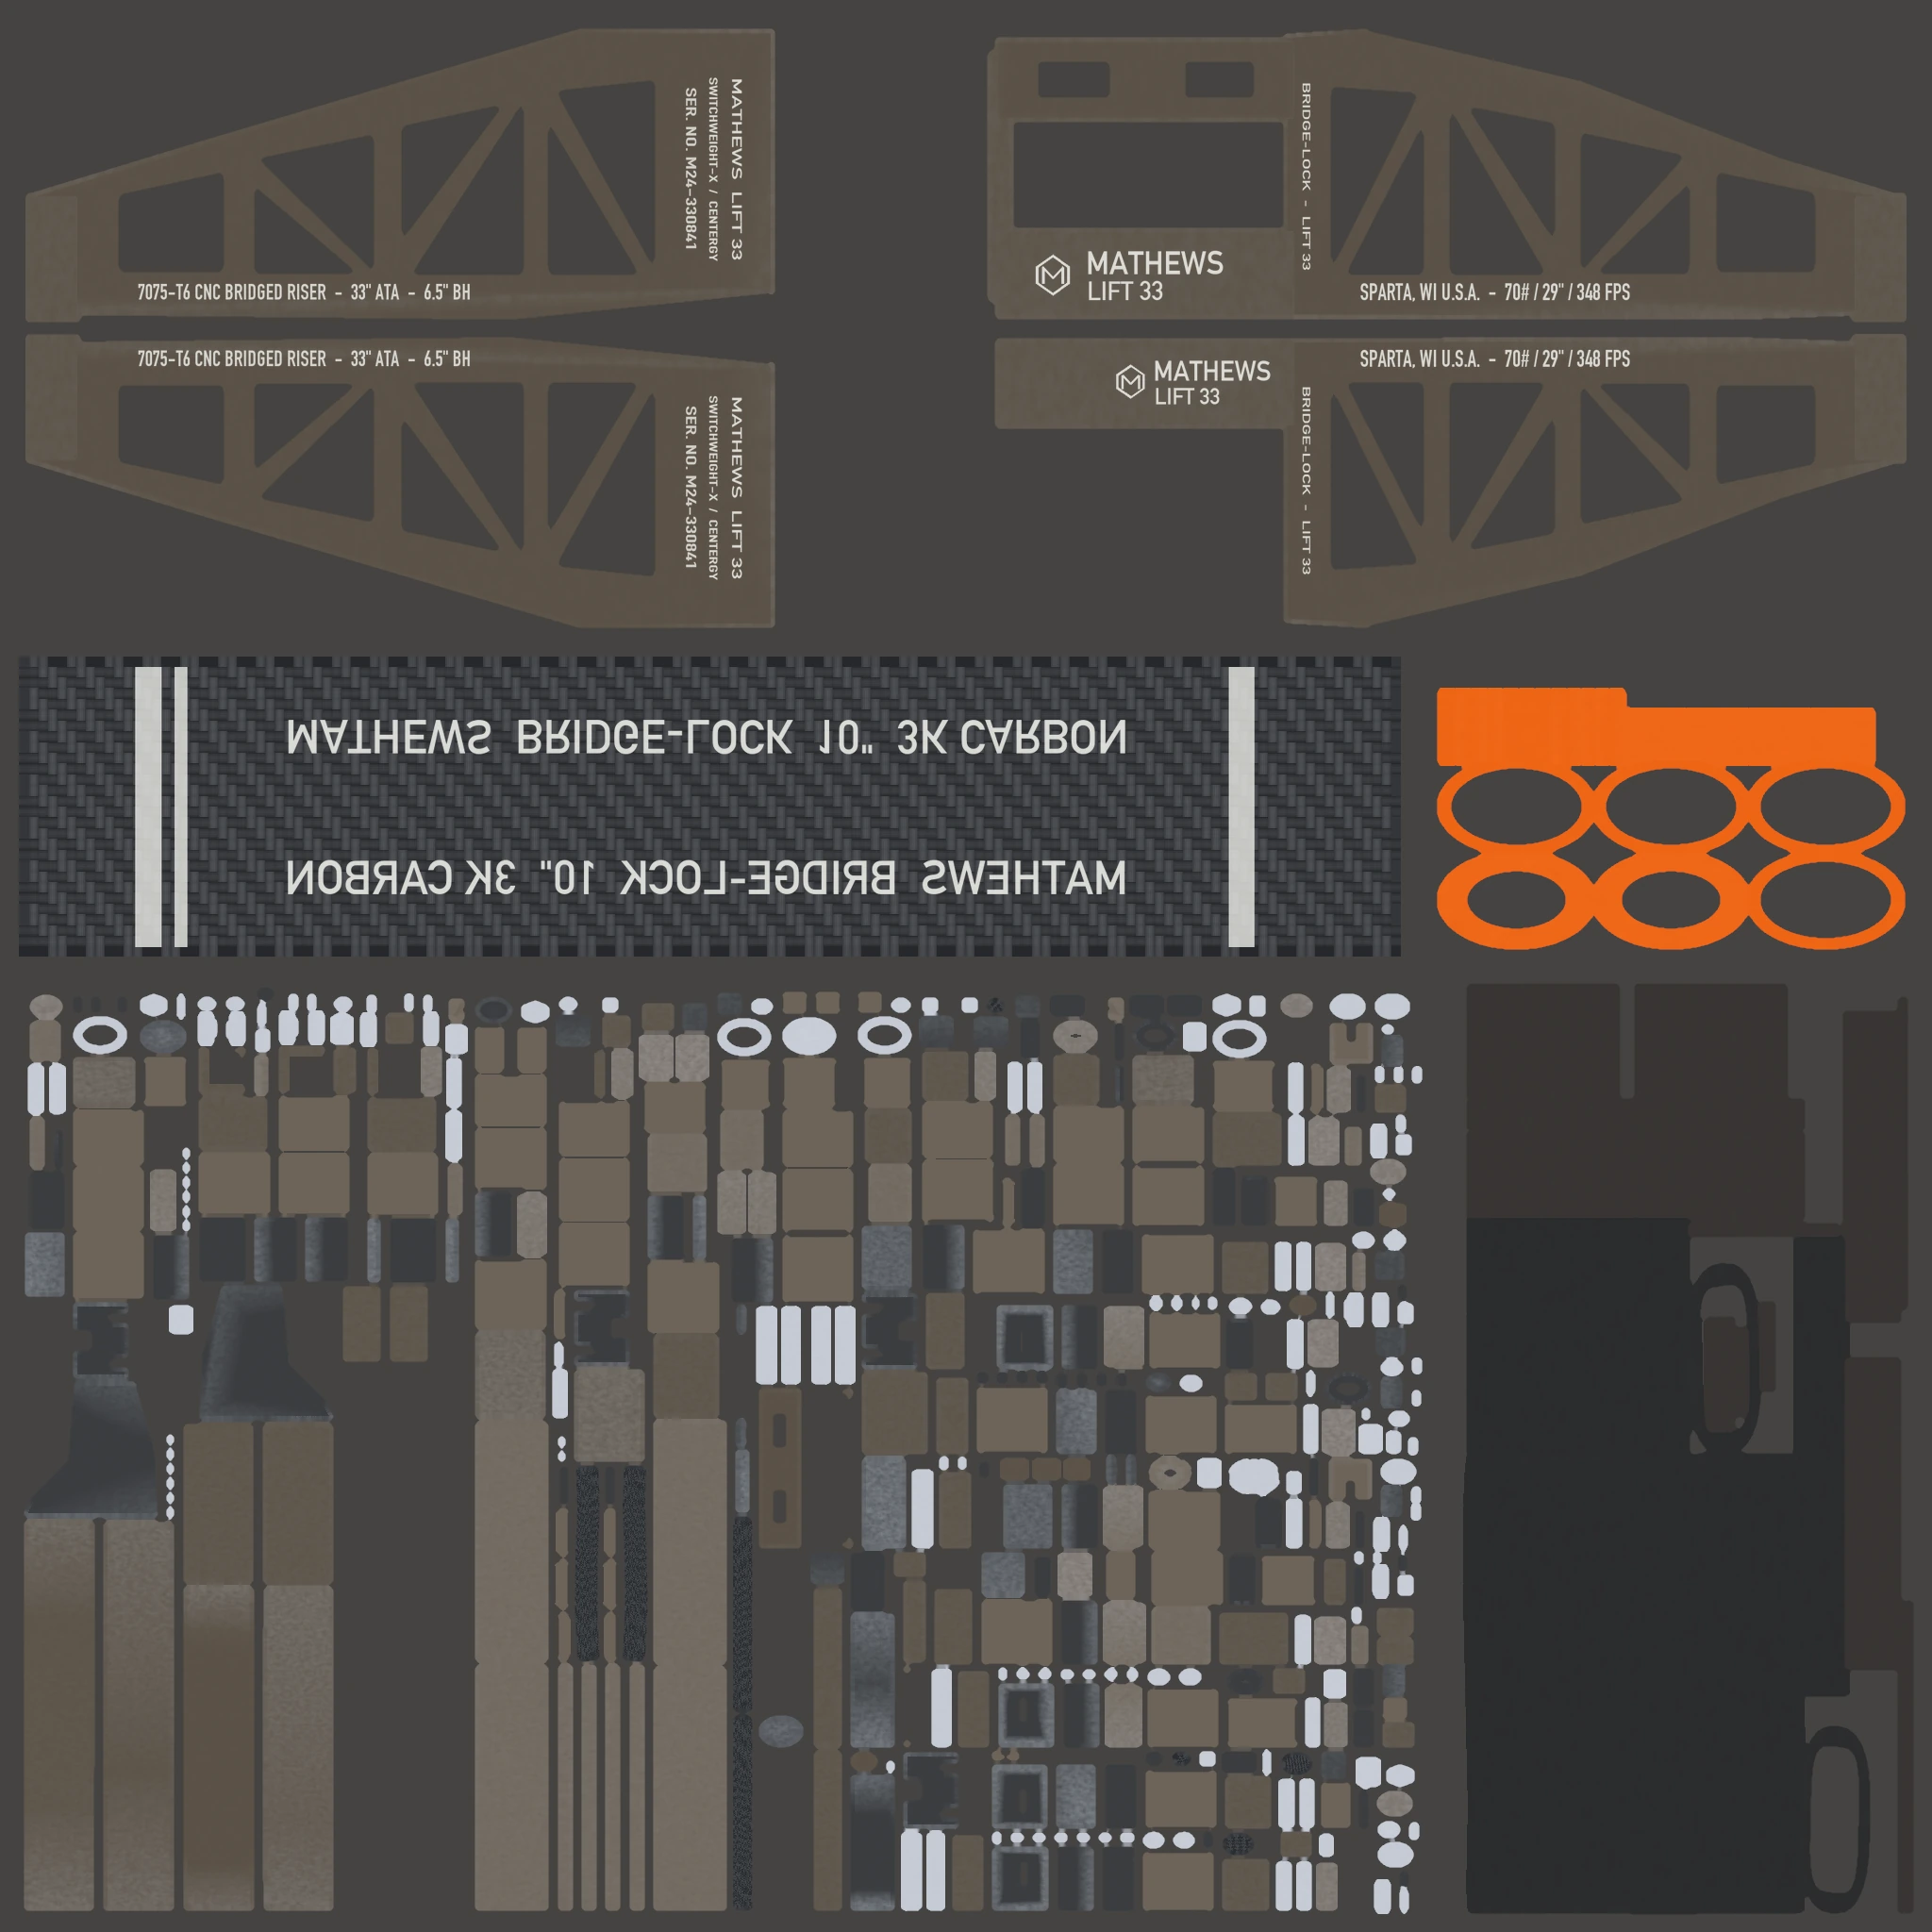 MATHEWS LIFT 33
SWITCHWEIGHT-X / CENTERGY
SER. NO. M24-330841
7075-T6 CNC BRIDGED RISER - 33" ATA - 6.5" BH
BRIDGE-LOCK - LIFT 33
MATHEWS
LIFT 33
SPARTA, WI U.S.A. - 70# / 29" / 348 FPS
7075-T6 CNC BRIDGED RISER - 33" ATA - 6.5" BH
MATHEWS LIFT 33
SWITCHWEIGHT-X / CENTERGY
SER. NO. M24-330841
MATHEWS
LIFT 33
SPARTA, WI U.S.A. - 70# / 29" / 348 FPS
BRIDGE-LOCK - LIFT 33
MATHEWS BRIDGE-LOCK 10" 3K CARBON
MATHEWS BRIDGE-LOCK 10" 3K CARBON